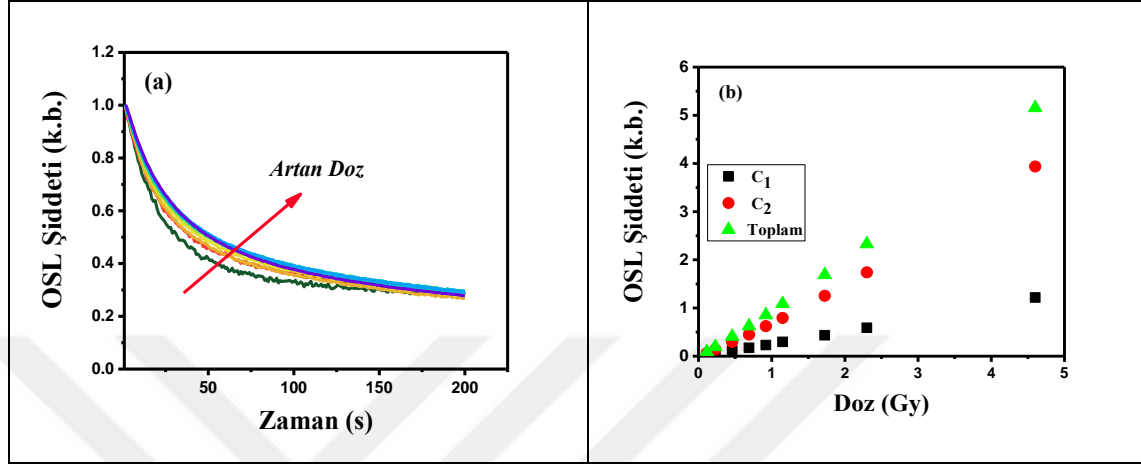 (a)
OSL Şiddeti (k.b.)
1.2
1.0
0.8
0.6
0.4
0.2
0.0
Artan Doz
50
100
150
200
Zaman (s)
(b)
OSL Şiddeti (k.b.)
6
5
4
3
2
1
0
C1
C2
Toplam
0
1
2
3
4
5
Doz (Gy)